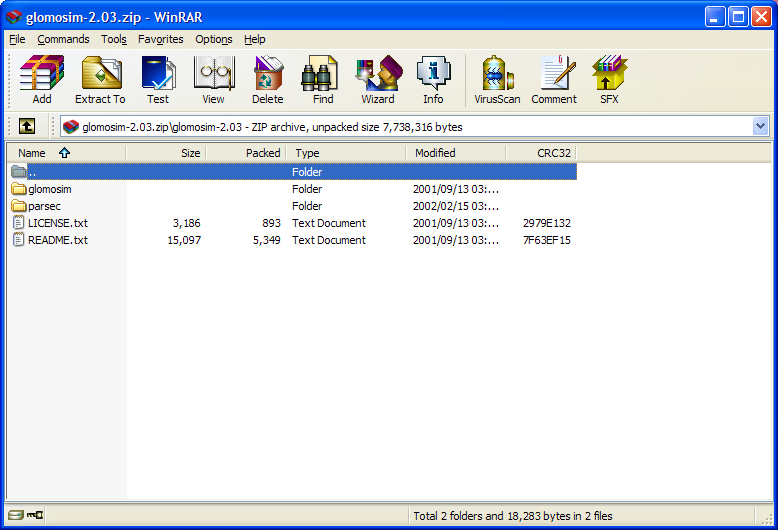 glomosim-2.03.zip - WinRAR
File Commands Tools Favorites Options Help
Add Extract To Test View Delete Find Wizard Info VirusScan Comment SFX
glomosim-2.03.zip\glomosim-2.03 - ZIP archive, unpacked size 7,738,316 bytes
Name Size Packed Type Modified CRC32
.. Folder
glomosim Folder 2001/09/13 03:...
parsec Folder 2002/02/15 03:...
LICENSE.txt 3,186 893 Text Document 2001/09/13 03:... 2979E132
README.txt 15,097 5,349 Text Document 2001/09/13 03:... 7F63EF15
Total 2 folders and 18,283 bytes in 2 files